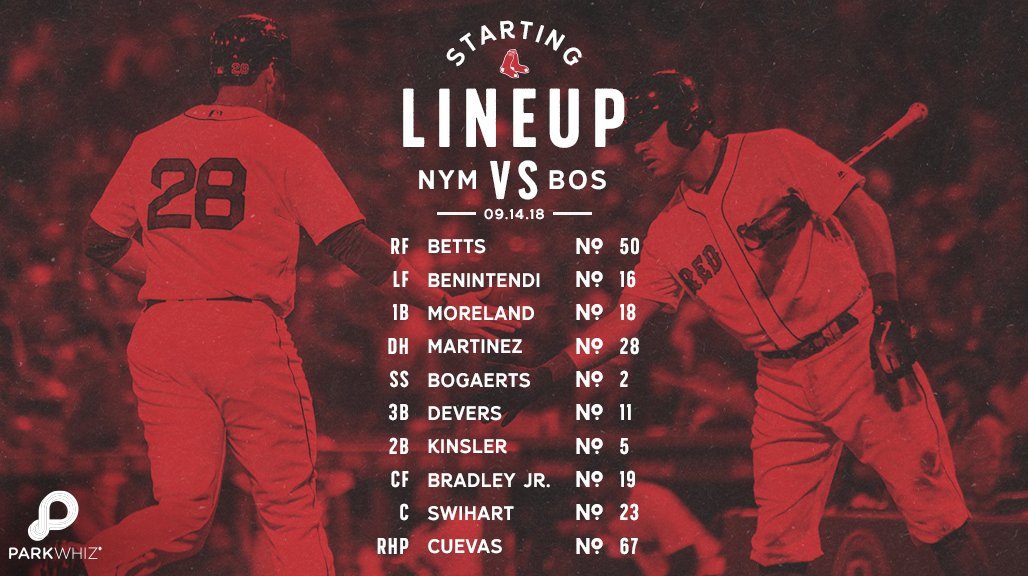 STARTING
LINEUP
NYM VS BOS
09.14.18
RF BETTS Nº 50
LF BENINTENDI Nº 16
1B MORELAND Nº 18
DH MARTINEZ Nº 28
SS BOGAERTS Nº 2
3B DEVERS Nº 11
2B KINSLER Nº 5
CF BRADLEY JR. Nº 19
C SWIHART Nº 23
RHP CUEVAS Nº 67
28
28
RED
PARKWHIZ